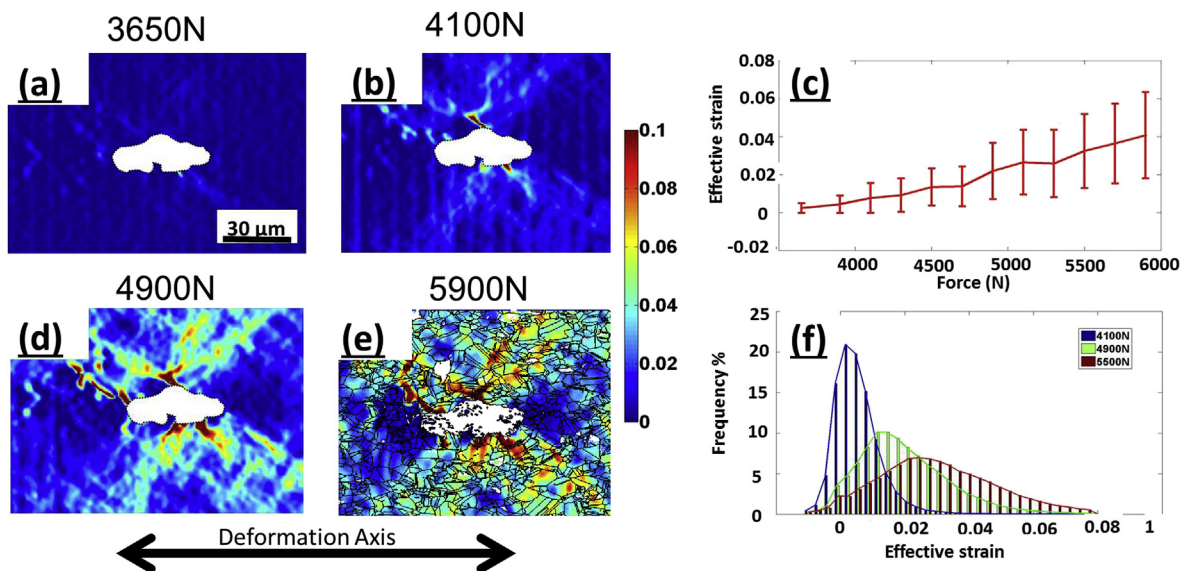 3650N
(a)
30 µm
4100N
(b)
0.1
0.08
0.06
0.04
0.02
0
(c)
0.08
0.06
0.04
0.02
0
-0.02
Effective strain
4000
4500
5000
5500
6000
Force (N)
4900N
(d)
5900N
(e)
Deformation Axis
(f)
25
20
15
10
5
0
Frequency %
4100N
4900N
5500N
0
0.02
0.04
0.06
0.08
1
Effective strain